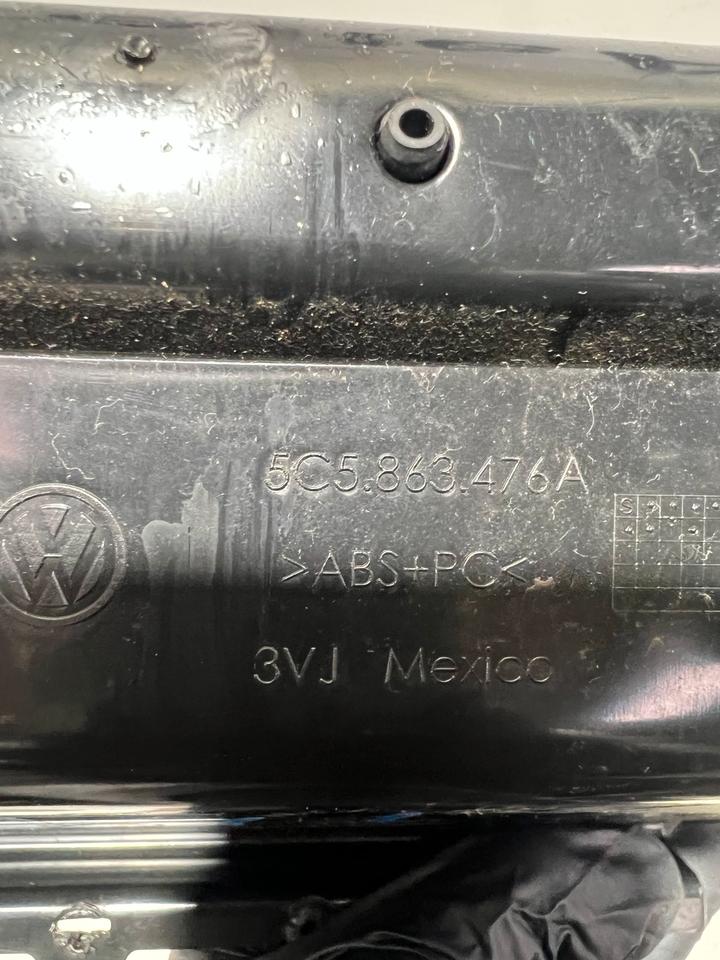 5C5.863.476A
>ABS+PC<
3VJ Mexico
S